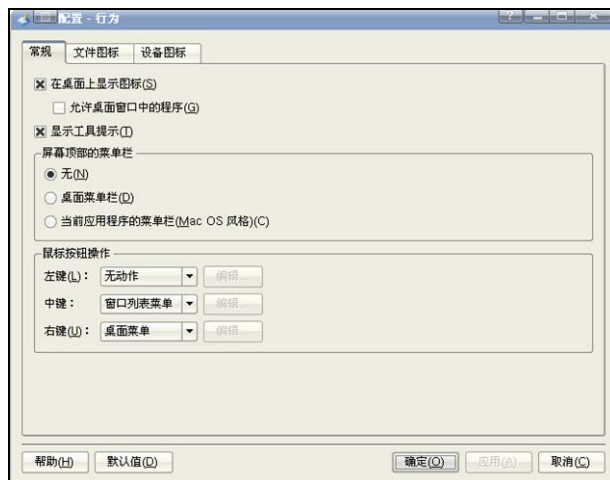 配置 - 行为
常规 文件图标 设备图标
在桌面上显示图标(S)
允许桌面窗口中的程序(G)
显示工具提示(T)
屏幕顶部的菜单栏
无(N)
桌面菜单栏(D)
当前应用程序的菜单栏(Mac OS 风格)(C)
鼠标按钮操作
左键(L)： 无动作 编辑...
中键： 窗口列表菜单 编辑...
右键(U)： 桌面菜单 编辑...
帮助(H) 默认值(D) 确定(O) 应用(A) 取消(C)